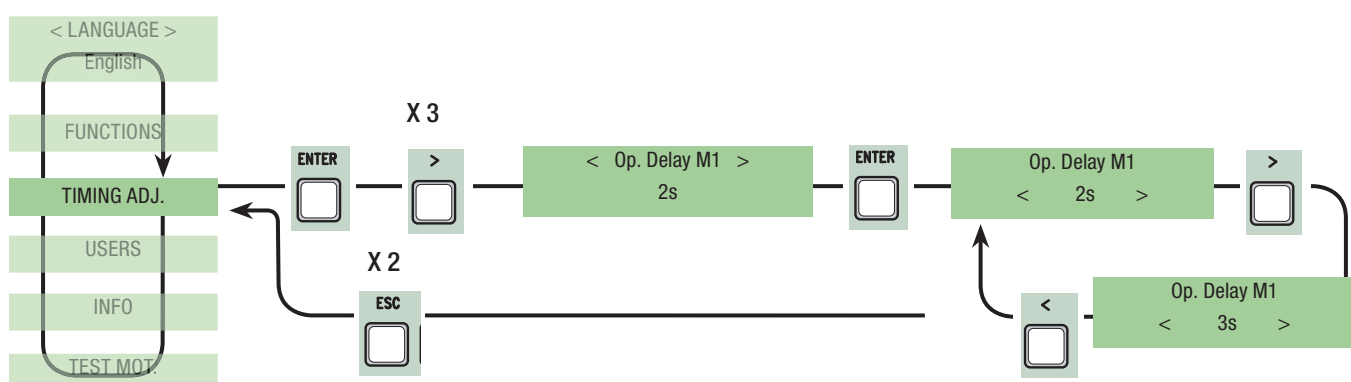 < LANGUAGE >
English
FUNCTIONS
TIMING ADJ.
USERS
INFO
TEST MOT.
ENTER
X 3
>
< Op. Delay M1 >
2s
ENTER
Op. Delay M1
< 2s >
>
Op. Delay M1
< 3s >
<
X 2
ESC